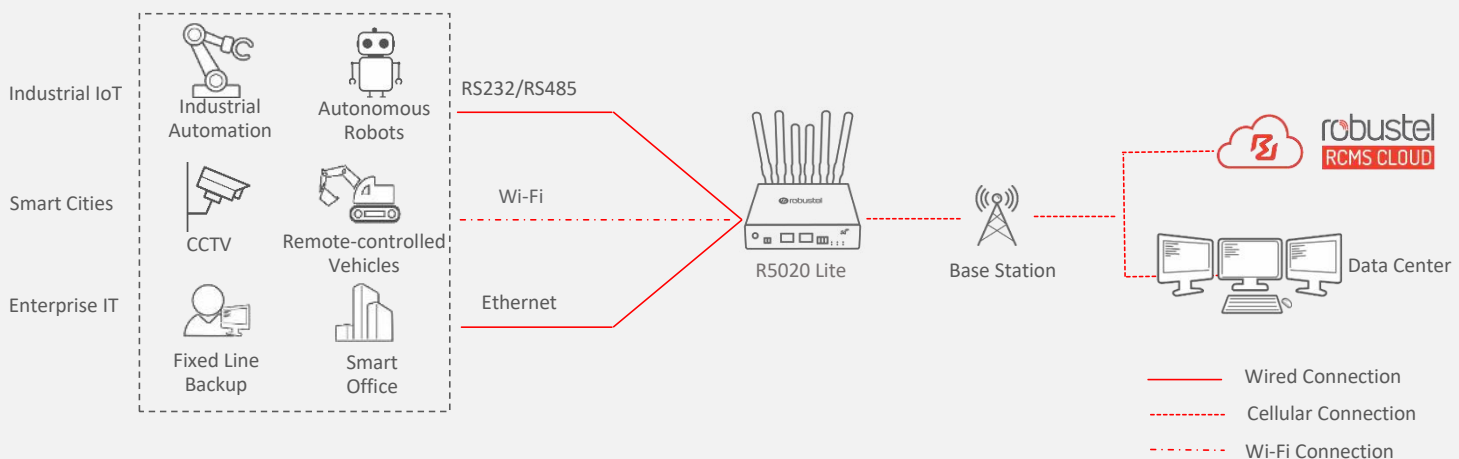 Industrial IoT
Industrial
Automation
Autonomous
Robots
RS232/RS485
Smart Cities
CCTV
Remote-controlled
Vehicles
Wi-Fi
Enterprise IT
Fixed Line
Backup
Smart
Office
Ethernet
robustel
R5020 Lite
Base Station
robustel
RCMS CLOUD
Data Center
Wired Connection
Cellular Connection
Wi-Fi Connection